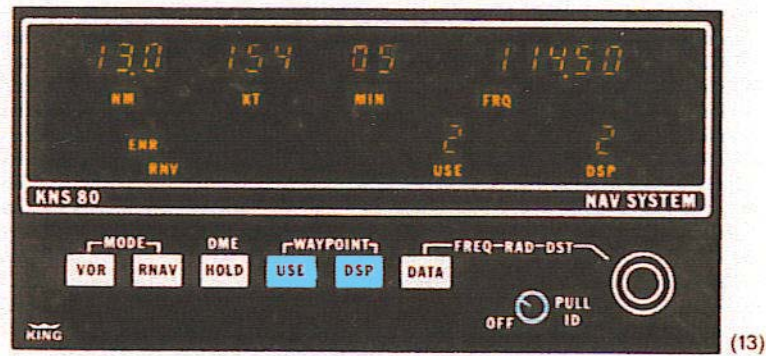 13.0 154 05 114.50
NM KT MIN FRQ
2 2
ENR
RNV USE DSP
KNS 80 NAV SYSTEM
MODE DME WAYPOINT FREQ-RAD-DST
VOR RNAV HOLD USE DSP DATA
OFF PULL ID
KING
(13)